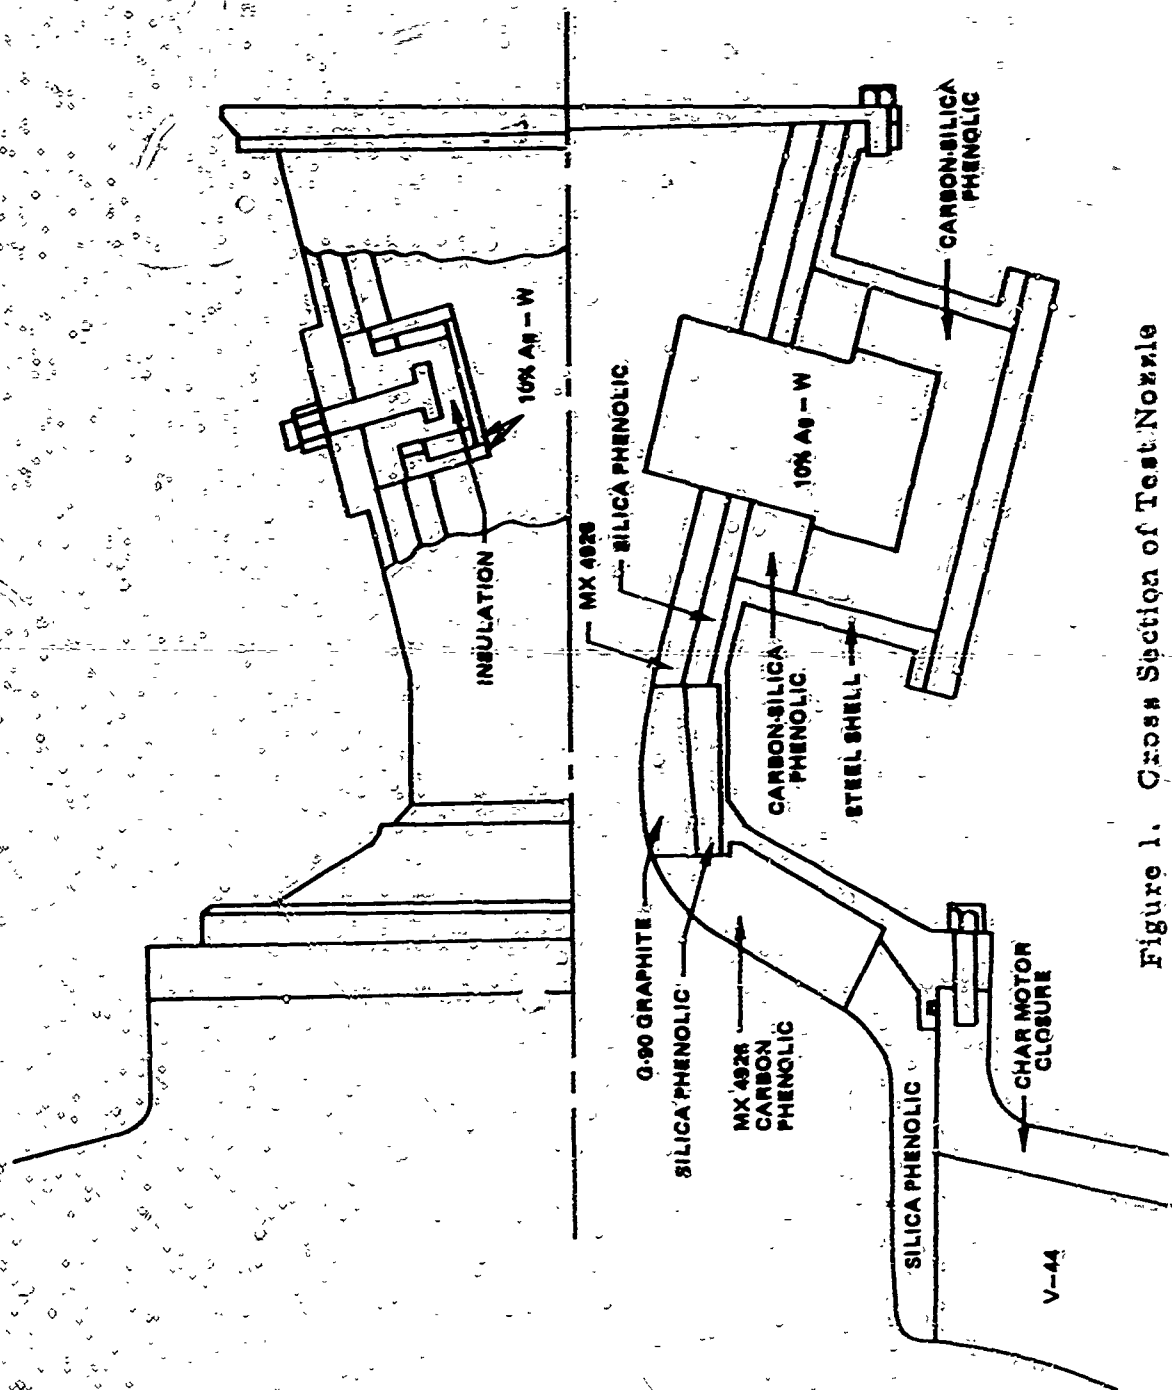 CARBON-SILICA
PHENOLIC
10% Ag – W
INSULATION
MX 4926
SILICA PHENOLIC
10% Ag – W
CARBON-SILICA
PHENOLIC
STEEL SHELL
G-90 GRAPHITE
SILICA PHENOLIC
MX 4926
CARBON
PHENOLIC
SILICA PHENOLIC
CHAR MOTOR
CLOSURE
V-44
Figure 1. Cross Section of Test Nozzle